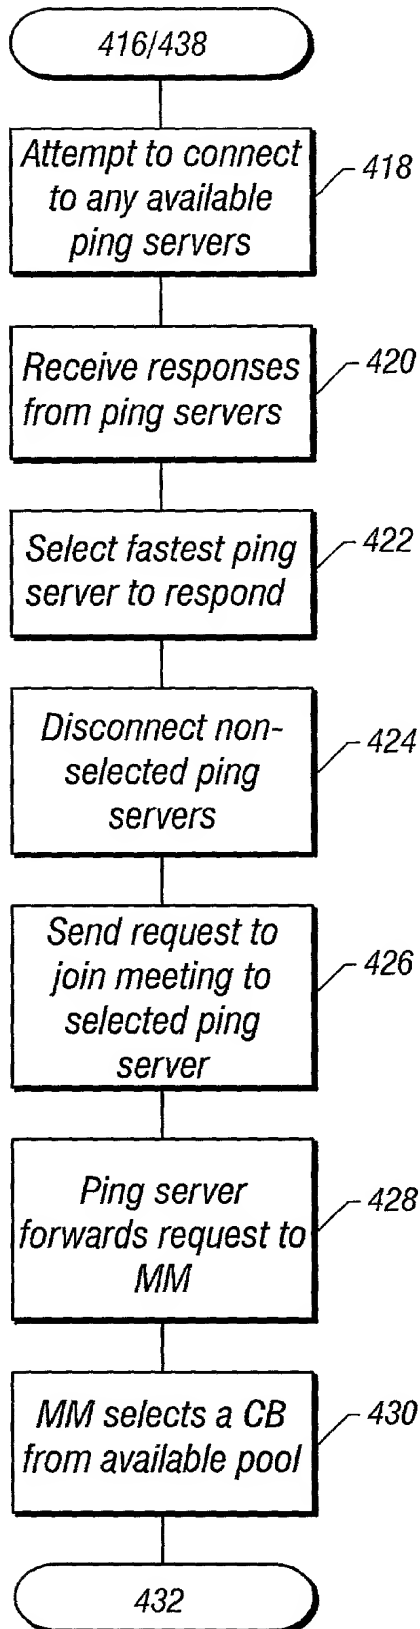 416/438
Attempt to connect
to any available
ping servers
418
Receive responses
from ping servers
420
Select fastest ping
server to respond
422
Disconnect non-
selected ping
servers
424
Send request to
join meeting to
selected ping
server
426
Ping server
forwards request to
MM
428
MM selects a CB
from available pool
430
432